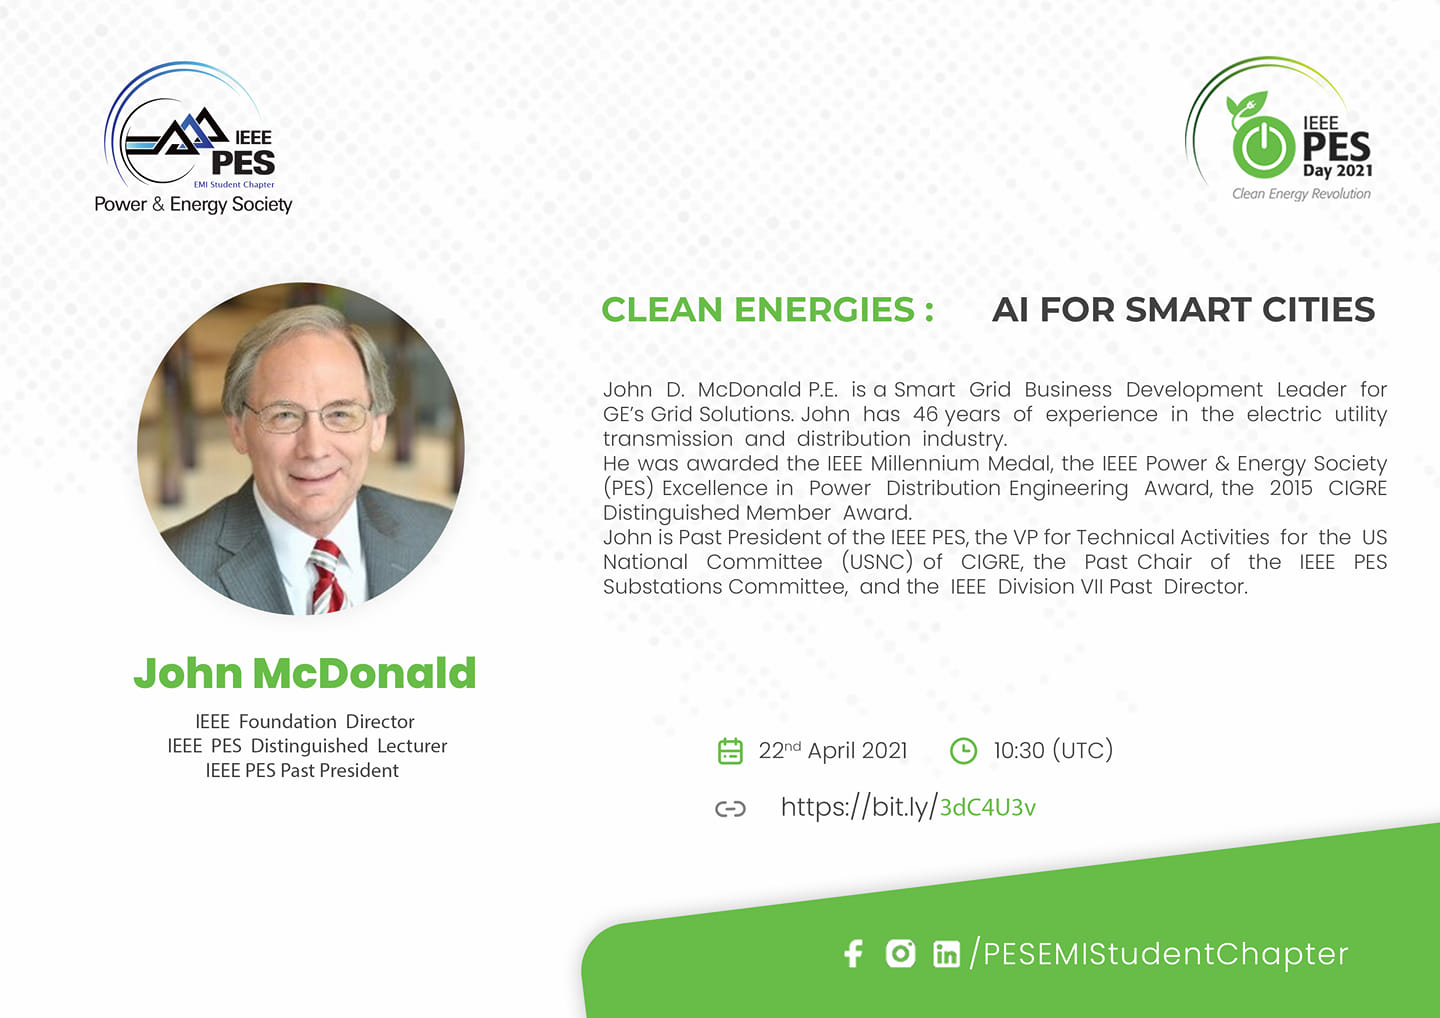 IEEE
PES
EMI Student Chapter
Power & Energy Society
IEEE
PES
Day 2021
Clean Energy Revolution
CLEAN ENERGIES : AI FOR SMART CITIES
John D. McDonald P.E. is a Smart Grid Business Development Leader for
GE's Grid Solutions. John has 46 years of experience in the electric utility
transmission and distribution industry.
He was awarded the IEEE Millennium Medal, the IEEE Power & Energy Society
(PES) Excellence in Power Distribution Engineering Award, the 2015 CIGRE
Distinguished Member Award.
John is Past President of the IEEE PES, the VP for Technical Activities for the US
National Committee (USNC) of CIGRE, the Past Chair of the IEEE PES
Substations Committee, and the IEEE Division VII Past Director.
John McDonald
IEEE Foundation Director
IEEE PES Distinguished Lecturer
IEEE PES Past President
22nd April 2021 10:30 (UTC)
https://bit.ly/3dC4U3v
/PESEMIStudentChapter